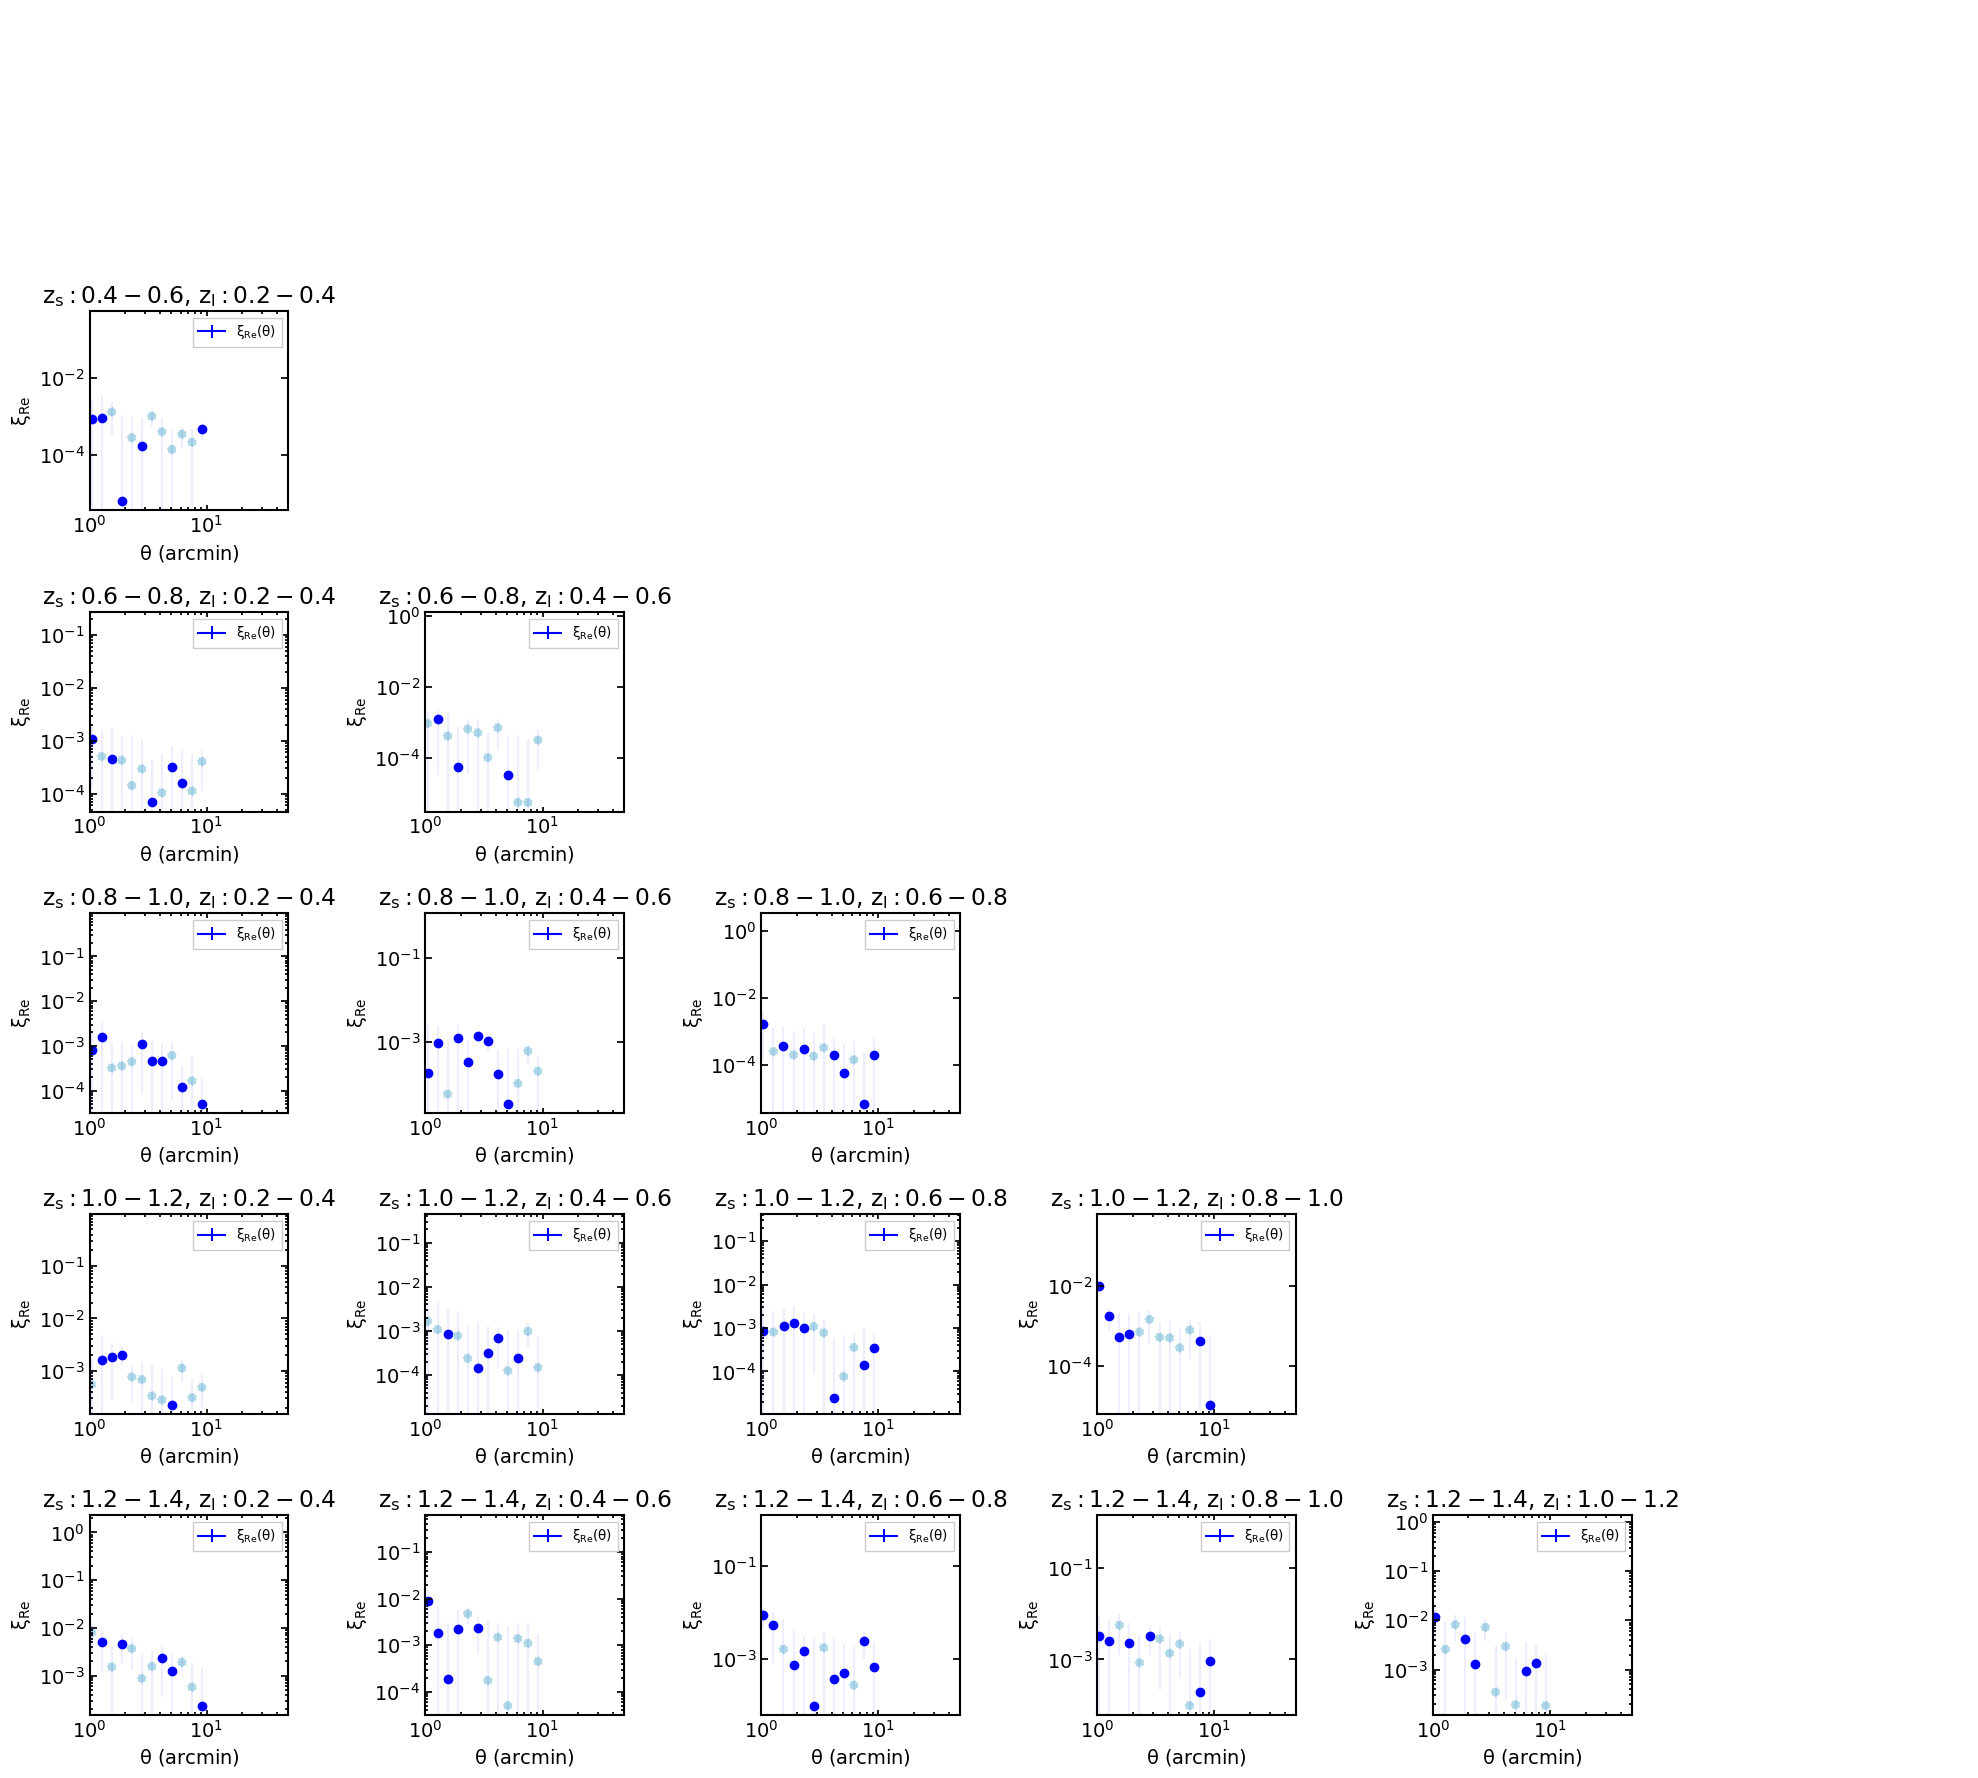 z_s : 0.4 − 0.6, z_l : 0.2 − 0.4
ξ_Re(θ)
10^-2
ξ_Re
10^-4
10^0 10^1
θ (arcmin)
z_s : 0.6 − 0.8, z_l : 0.2 − 0.4 z_s : 0.6 − 0.8, z_l : 0.4 − 0.6
10^0
10^-1 ξ_Re(θ) ξ_Re(θ)
10^-2 10^-2
ξ_Re ξ_Re
10^-3
10^-4 10^-4
10^0 10^1 10^0 10^1
θ (arcmin) θ (arcmin)
z_s : 0.8 − 1.0, z_l : 0.2 − 0.4 z_s : 0.8 − 1.0, z_l : 0.4 − 0.6 z_s : 0.8 − 1.0, z_l : 0.6 − 0.8
ξ_Re(θ) ξ_Re(θ) 10^0 ξ_Re(θ)
10^-1 10^-1
10^-2 10^-2
ξ_Re ξ_Re ξ_Re
10^-3 10^-3
10^-4 10^-4
10^0 10^1 10^0 10^1 10^0 10^1
θ (arcmin) θ (arcmin) θ (arcmin)
z_s : 1.0 − 1.2, z_l : 0.2 − 0.4 z_s : 1.0 − 1.2, z_l : 0.4 − 0.6 z_s : 1.0 − 1.2, z_l : 0.6 − 0.8 z_s : 1.0 − 1.2, z_l : 0.8 − 1.0
ξ_Re(θ) ξ_Re(θ) ξ_Re(θ) ξ_Re(θ)
10^-1 10^-1 10^-1
10^-2 10^-2 10^-2 10^-2
ξ_Re ξ_Re ξ_Re ξ_Re
10^-3 10^-3 10^-3
10^-4 10^-4 10^-4
10^0 10^1 10^0 10^1 10^0 10^1 10^0 10^1
θ (arcmin) θ (arcmin) θ (arcmin) θ (arcmin)
z_s : 1.2 − 1.4, z_l : 0.2 − 0.4 z_s : 1.2 − 1.4, z_l : 0.4 − 0.6 z_s : 1.2 − 1.4, z_l : 0.6 − 0.8 z_s : 1.2 − 1.4, z_l : 0.8 − 1.0 z_s : 1.2 − 1.4, z_l : 1.0 − 1.2
10^0 ξ_Re(θ) ξ_Re(θ) ξ_Re(θ) ξ_Re(θ) 10^0 ξ_Re(θ)
10^-1 10^-1 10^-1 10^-1 10^-1
10^-2 10^-2 10^-2
ξ_Re ξ_Re ξ_Re ξ_Re ξ_Re
10^-3 10^-3 10^-3 10^-3 10^-3
10^-4
10^0 10^1 10^0 10^1 10^0 10^1 10^0 10^1 10^0 10^1
θ (arcmin) θ (arcmin) θ (arcmin) θ (arcmin) θ (arcmin)